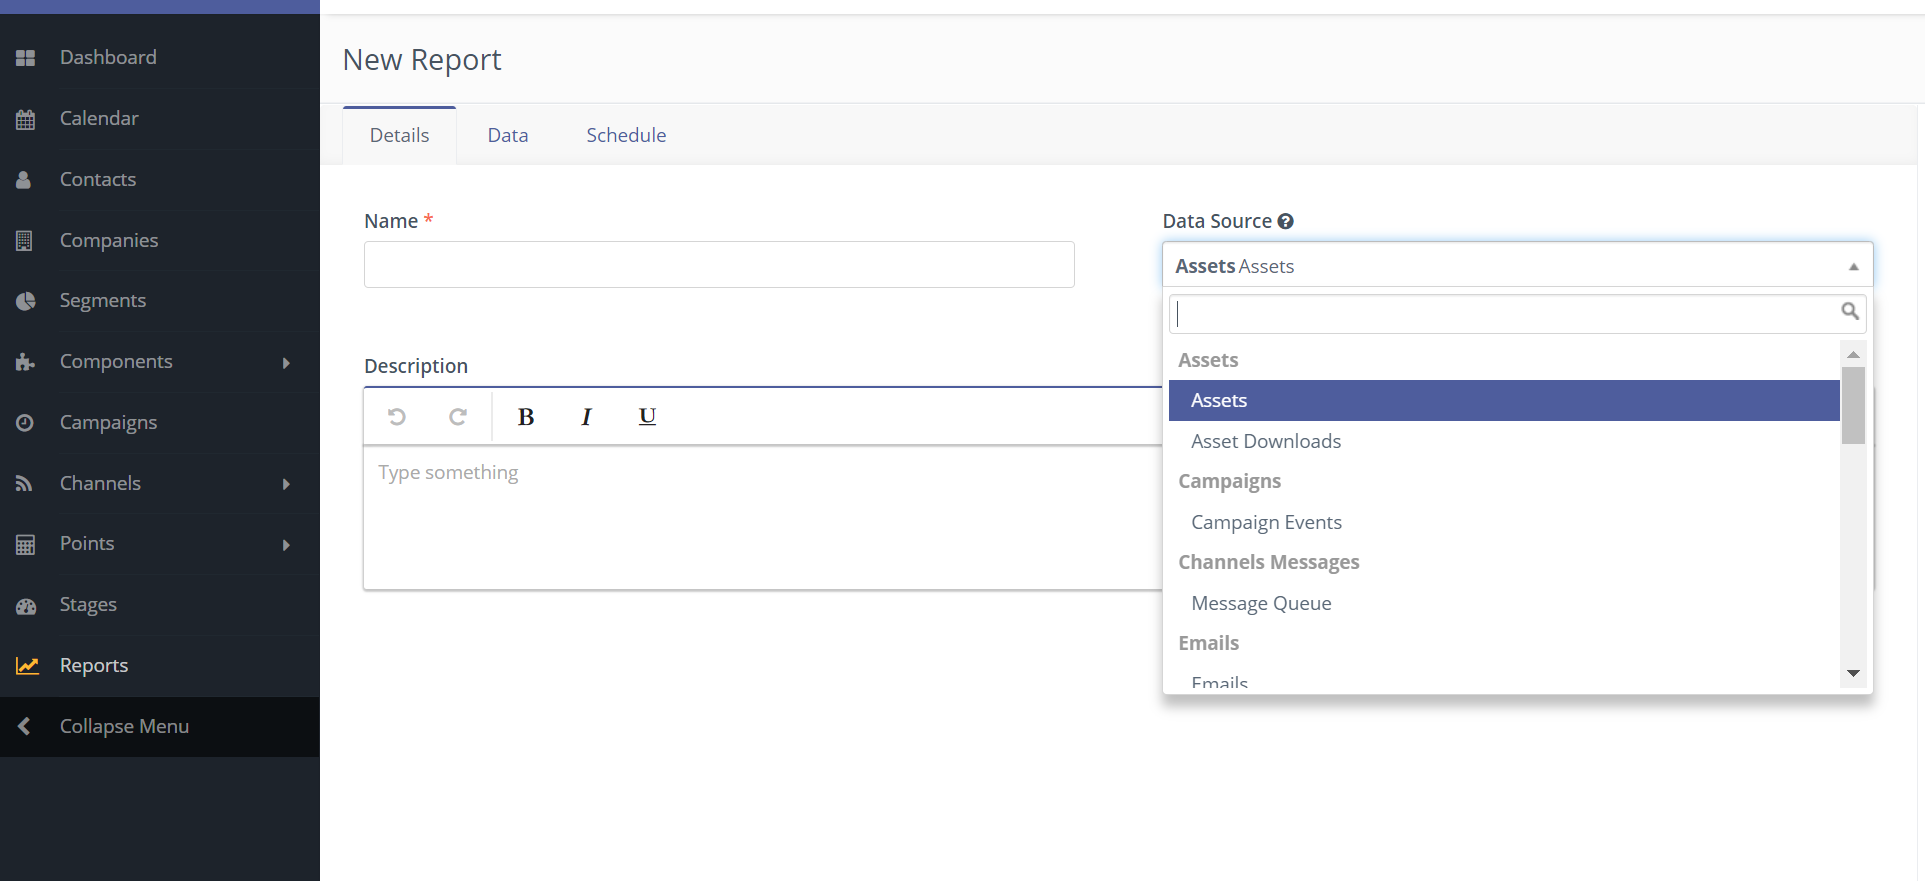 Dashboard
Calendar
Contacts
Companies
Segments
Components
Campaigns
Channels
Points
Stages
Reports
Collapse Menu
New Report
Details Data Schedule
Name *
Data Source
Assets Assets
Assets
Assets
Asset Downloads
Campaigns
Campaign Events
Channels Messages
Message Queue
Emails
Emails
Description
B I U
Type something